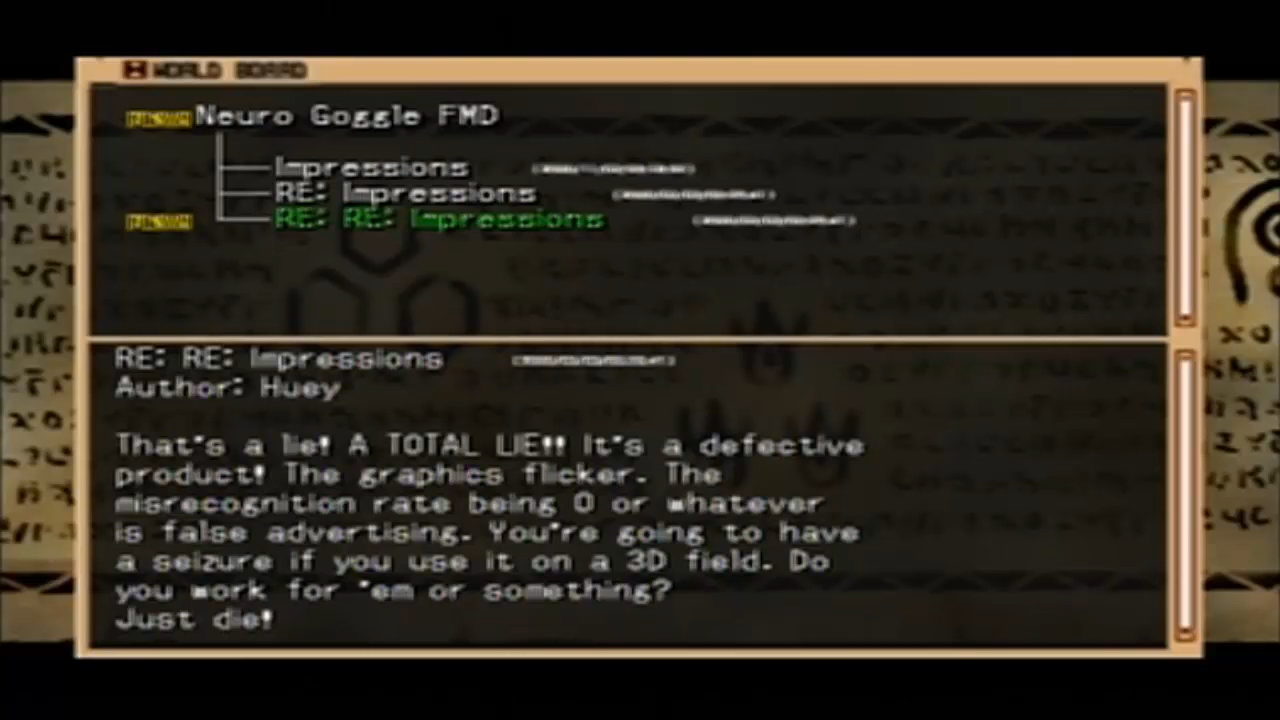 WORLD BOARD
NEW Neuro Goggle FMD
Impressions
RE: Impressions
NEW RE: RE: Impressions
RE: RE: Impressions
Author: Huey
That's a lie! A TOTAL LIE!! It's a defective
product! The graphics flicker. The
misrecognition rate being 0 or whatever
is false advertising. You're going to have
a seizure if you use it on a 3D field. Do
you work for 'em or something?
Just die!